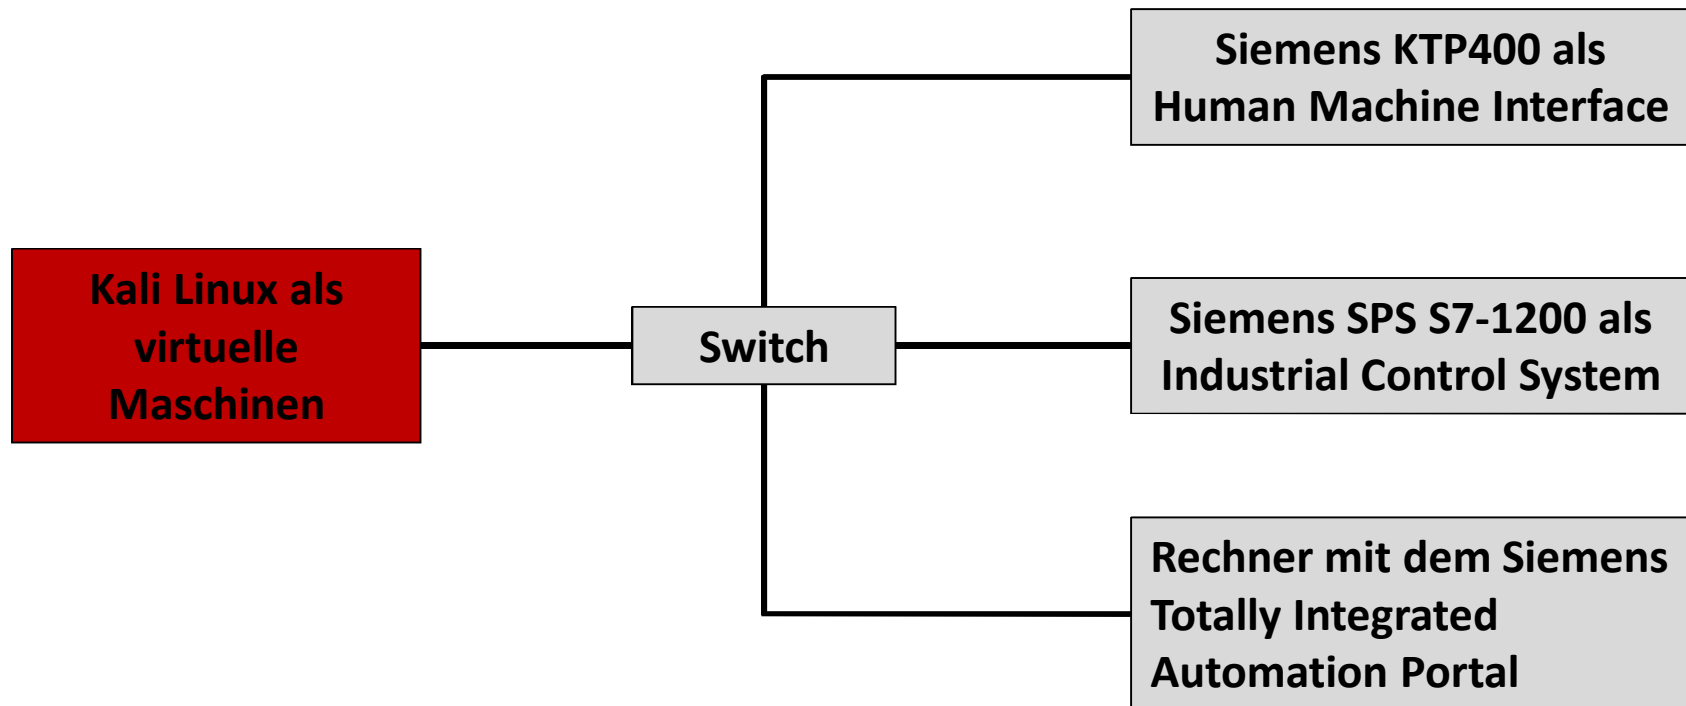 Siemens KTP400 als
Human Machine Interface
Kali Linux als
virtuelle
Maschinen
Switch
Siemens SPS S7-1200 als
Industrial Control System
Rechner mit dem Siemens
Totally Integrated
Automation Portal